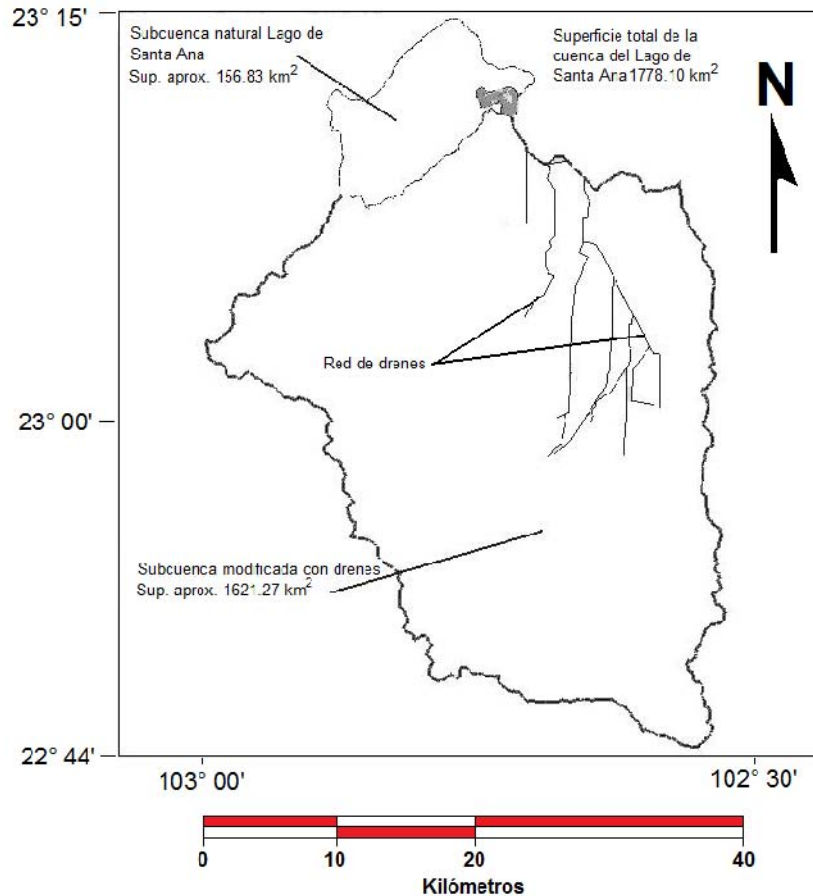 23° 15'
Subcuenca natural Lago de
Santa Ana
Sup. aprox. 156.83 km²
Superficie total de la
cuenca del Lago de
Santa Ana 1778.10 km²
N
Red de drenes
23° 00'
Subcuenca modificada con drenes
Sup. aprox. 1621.27 km²
22° 44'
103° 00'
102° 30'
0 10 20 40
Kilómetros